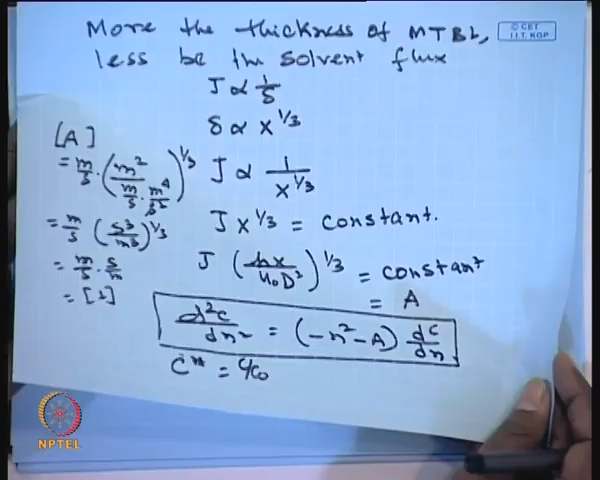 More the thickness of MTBL,
less be the solvent flux
© CET
I.I.T. KGP
J ∝ 1/δ
δ ∝ x^1/3
[A]
= m/s · (m²/(m/s · m⁴/s²))^1/3
J ∝ 1/x^1/3
= m/s (s³/m³)^1/3
J x^1/3 = constant.
= m/s · s/m
J (hx/u₀D²)^1/3 = constant
= [1]
= A
d²c/dη² = (-η² - A) dc/dη
c* = c/c₀
NPTEL